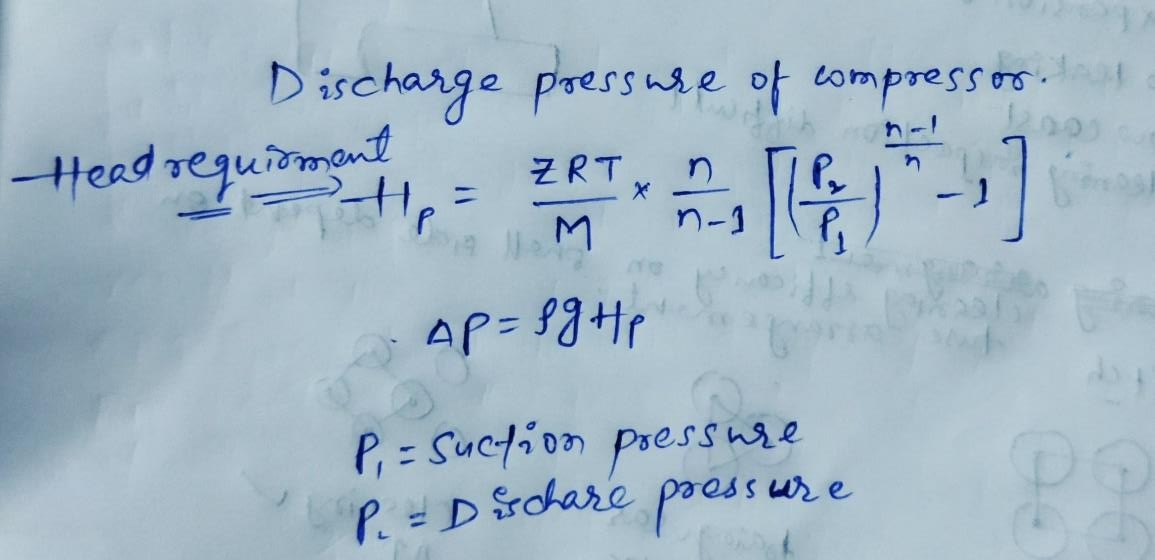 Discharge pressure of compressor.
Head requirment ⇒ Hp = ZRT/M × n/n-1 [(P2/P1)^(n-1/n) - 1]
ΔP = ρgHp
P1 = Suction pressure
P2 = Dischare pressure